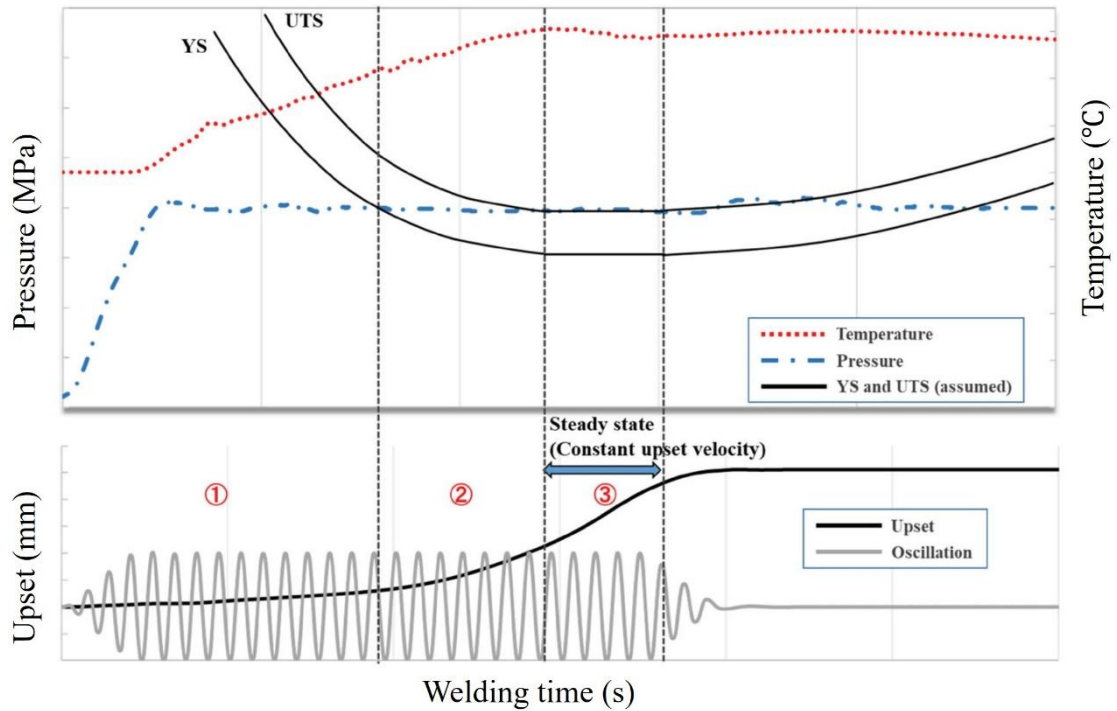 UTS
YS
Pressure (MPa)
Temperature (°C)
Temperature
Pressure
YS and UTS (assumed)
Steady state
(Constant upset velocity)
①
②
③
Upset (mm)
Upset
Oscillation
Welding time (s)